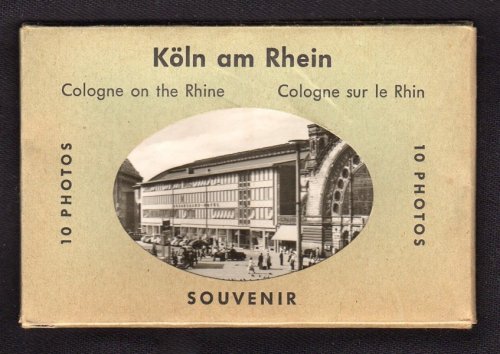 Köln am Rhein
Cologne on the Rhine
Cologne sur le Rhin
10 PHOTOS
10 PHOTOS
SOUVENIR